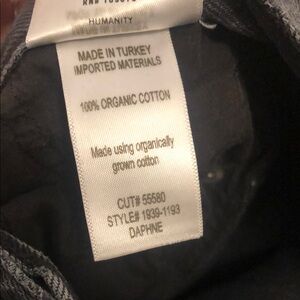 HUMANITY
MADE IN TURKEY
IMPORTED MATERIALS
100% ORGANIC COTTON
Made using organically
grown cotton
CUT# 55580
STYLE# 1939-1193
DAPHNE